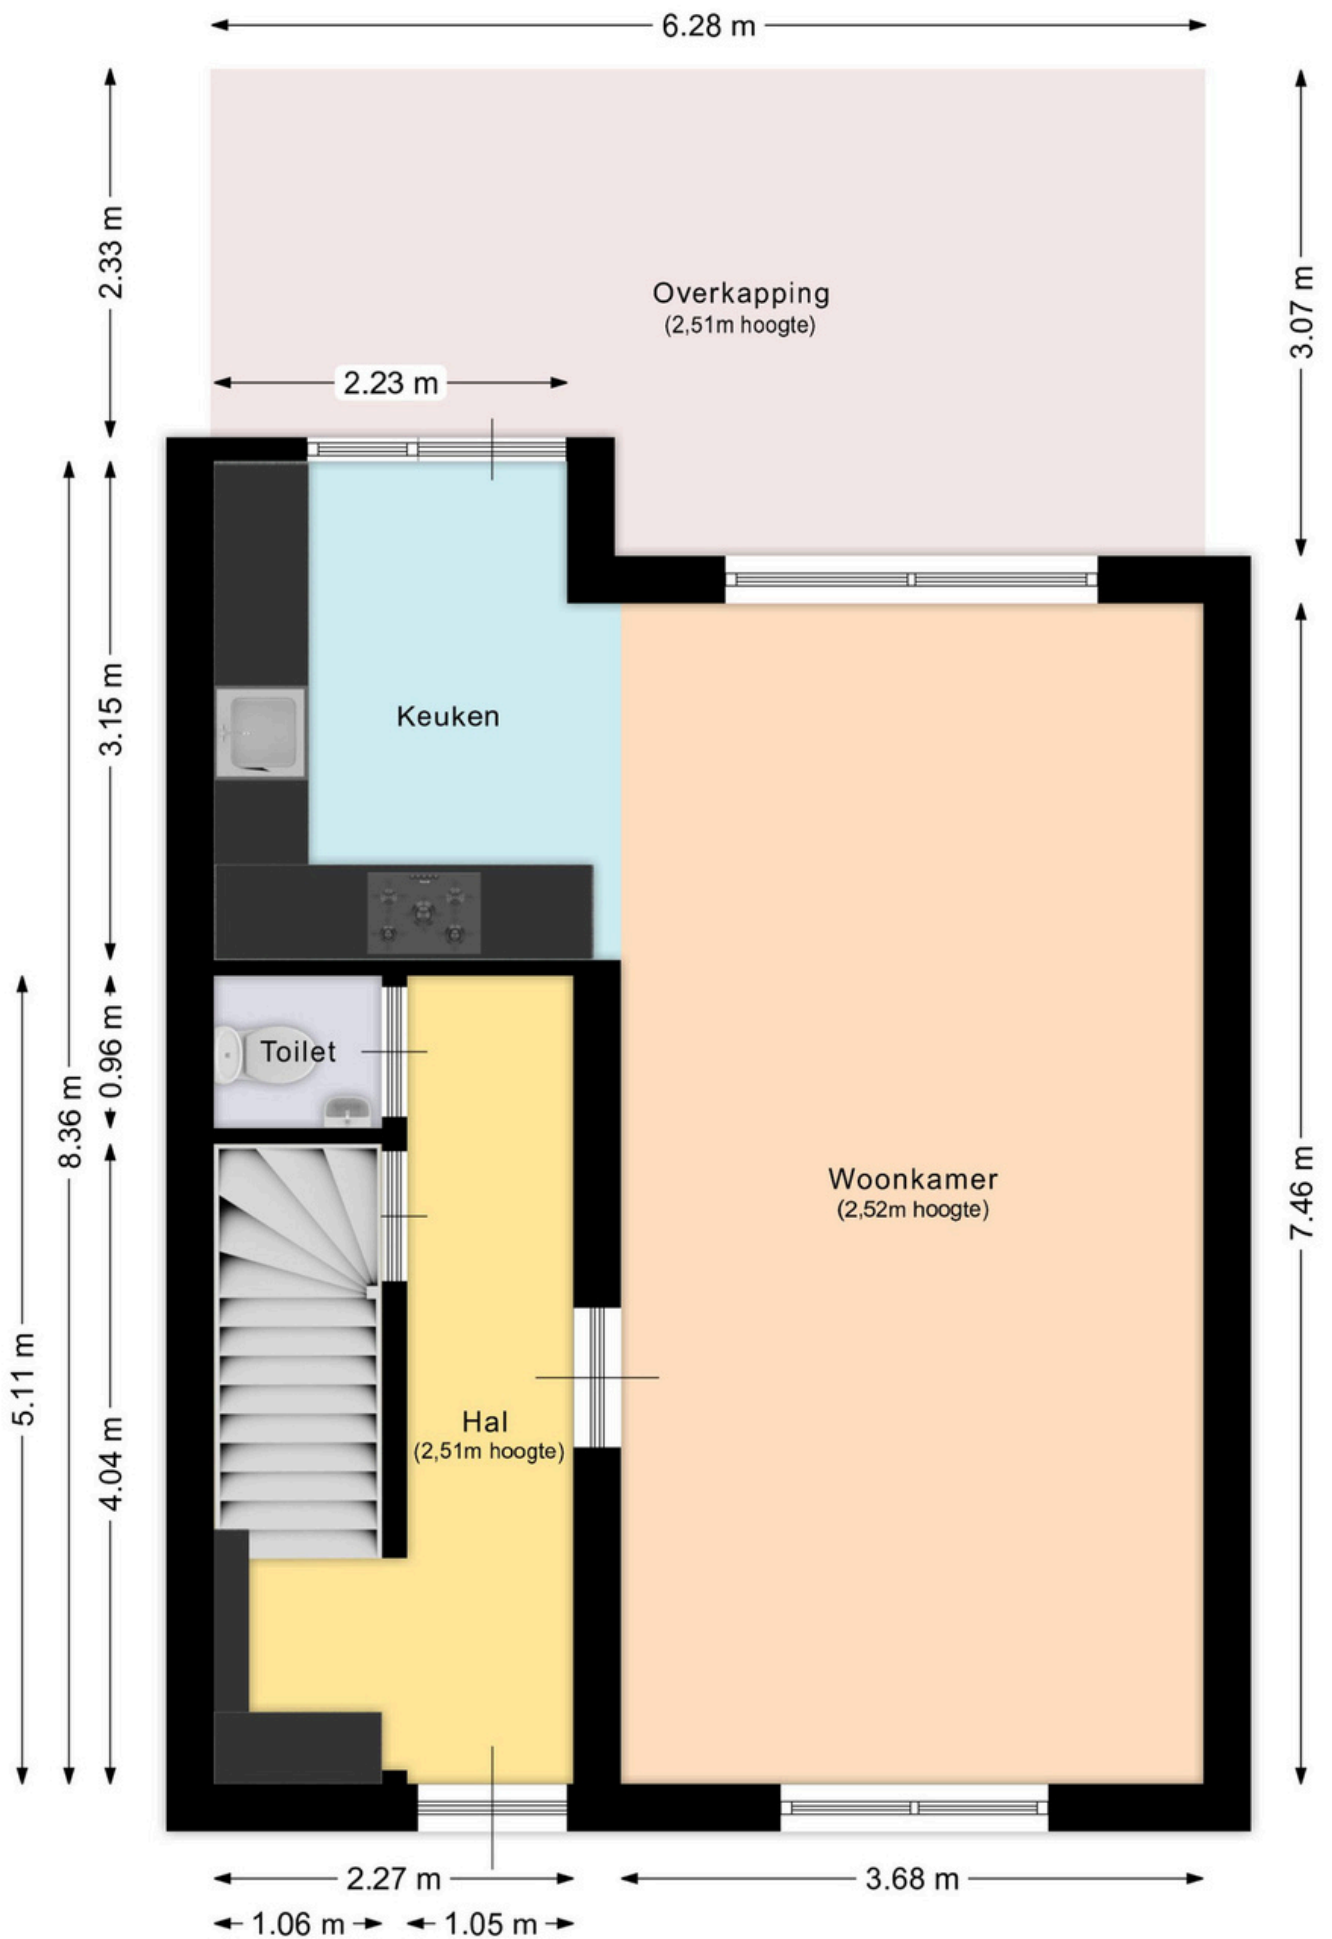 6.28 m
2.33 m
3.07 m
Overkapping
(2,51m hoogte)
2.23 m
3.15 m
Keuken
0.96 m
Toilet
8.36 m
Woonkamer
(2,52m hoogte)
7.46 m
5.11 m
4.04 m
Hal
(2,51m hoogte)
2.27 m
3.68 m
1.06 m
1.05 m